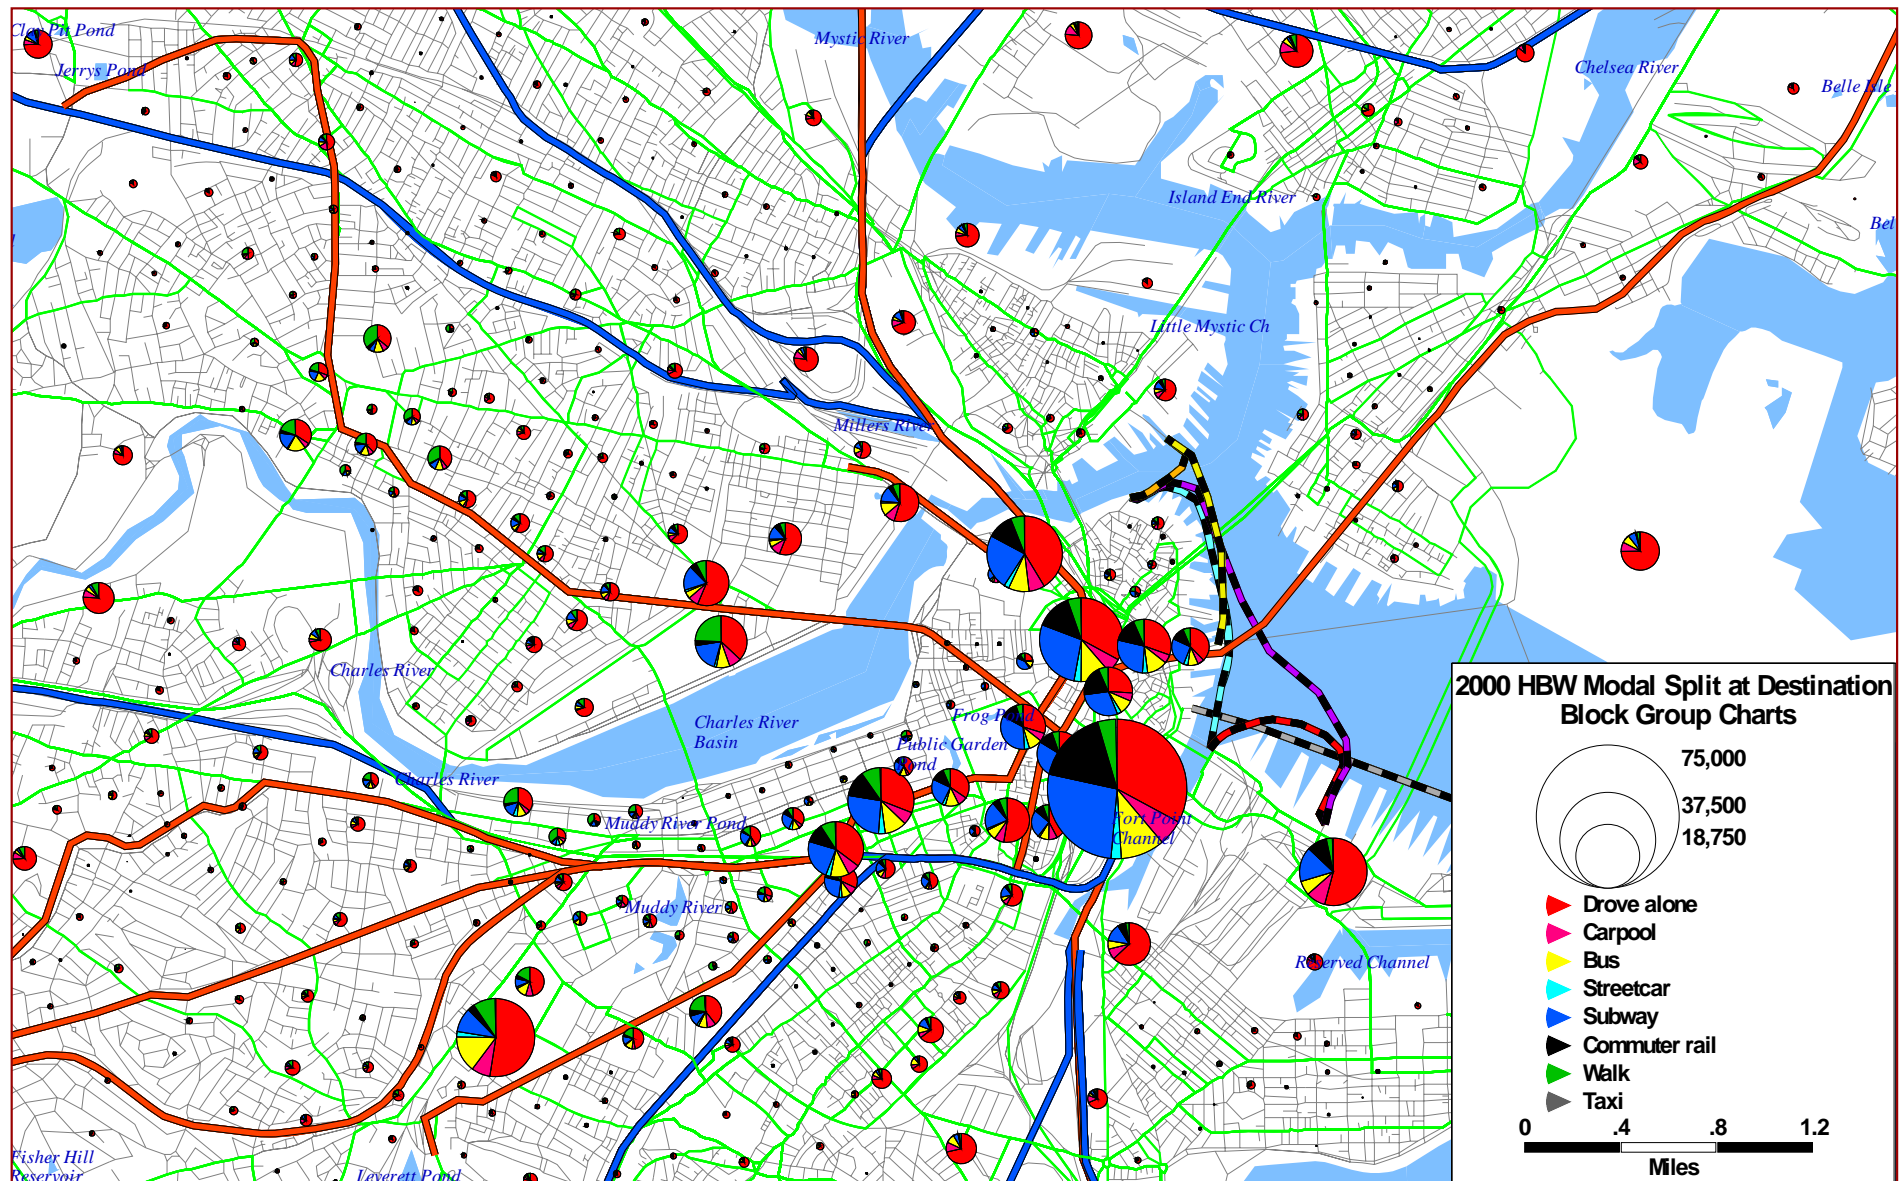 Clay Pit Pond
Jerrys Pond
Mystic River
Chelsea River
Belle Isle
Island End River
Bel
Little Mystic Ch
Millers River
Charles River
Charles River
Basin
Frog Pond
Public Garden
Pond
Charles River
Muddy River Pond
Fort Point
Channel
Muddy River
Reserved Channel
Fisher Hill
Reservoir
Leverett Pond
2000 HBW Modal Split at Destination
Block Group Charts
75,000
37,500
18,750
Drove alone
Carpool
Bus
Streetcar
Subway
Commuter rail
Walk
Taxi
0 .4 .8 1.2
Miles